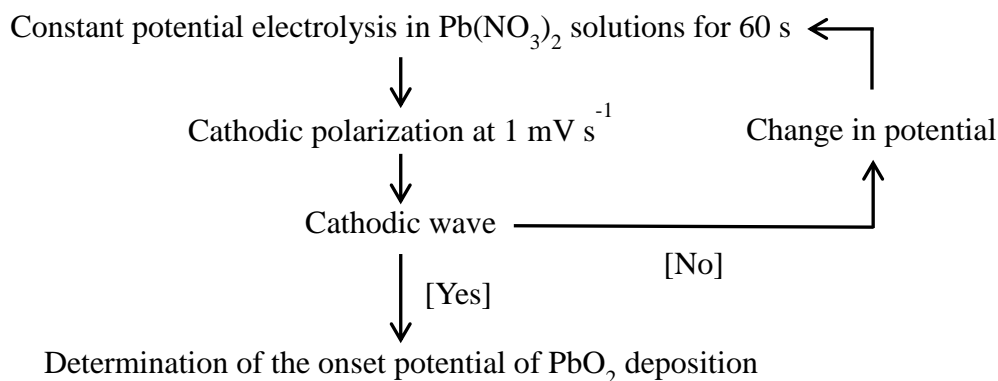 Constant potential electrolysis in Pb(NO₃)₂ solutions for 60 s
Cathodic polarization at 1 mV s⁻¹
Change in potential
Cathodic wave
[No]
[Yes]
Determination of the onset potential of PbO₂ deposition